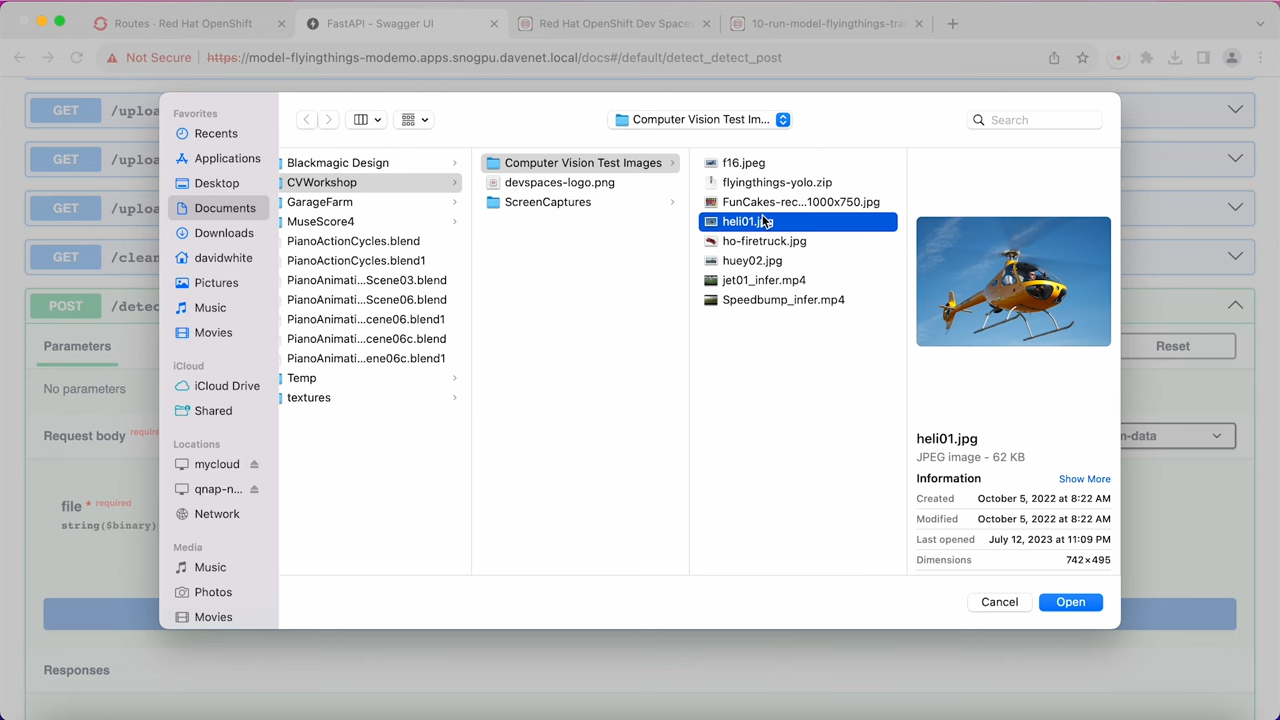 Routes - Red Hat OpenShift
FastAPI - Swagger UI
Red Hat OpenShift Dev Space
10-run-model-flyingthings-tra
Not Secure
https://model-flyingthings-modemo.apps.snogpu.davenet.local/docs#/default/detect_detect_post
GET /uploa
GET /uploa
GET /uploa
GET /clean
POST /detec
Parameters
Reset
No parameters
Request body require
m-data
file * required
string($binary)
Responses
Favorites
Recents
Applications
Desktop
Documents
Downloads
davidwhite
Pictures
Music
Movies
iCloud
iCloud Drive
Shared
Locations
mycloud
qnap-n...
Network
Media
Music
Photos
Movies
Computer Vision Test Im...
Search
Blackmagic Design
CVWorkshop
GarageFarm
MuseScore4
PianoActionCycles.blend
PianoActionCycles.blend1
PianoAnimati...Scene03.blend
PianoAnimati...Scene06.blend
PianoAnimati...cene06.blend1
PianoAnimati...cene06c.blend
PianoAnimati...ene06c.blend1
Temp
textures
Computer Vision Test Images
devspaces-logo.png
ScreenCaptures
f16.jpeg
flyingthings-yolo.zip
FunCakes-rec...1000x750.jpg
heli01.jpg
ho-firetruck.jpg
huey02.jpg
jet01_infer.mp4
Speedbump_infer.mp4
heli01.jpg
JPEG image - 62 KB
Information Show More
Created October 5, 2022 at 8:22 AM
Modified October 5, 2022 at 8:22 AM
Last opened July 12, 2023 at 11:09 PM
Dimensions 742×495
Cancel
Open